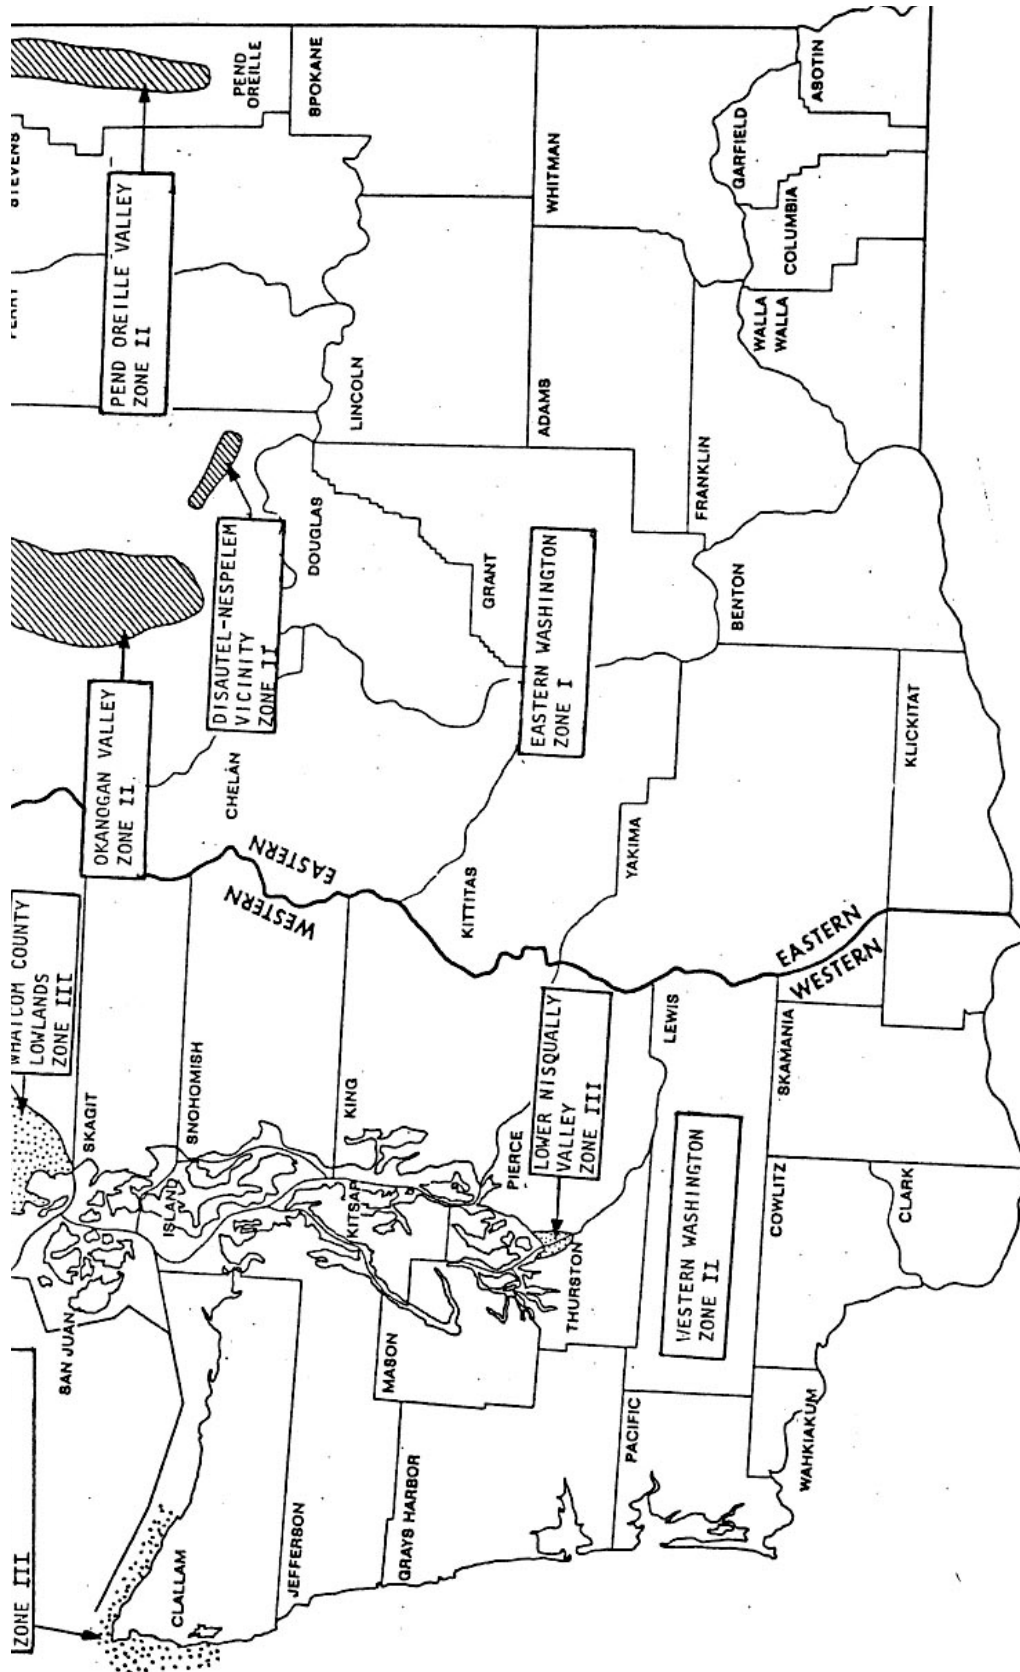 WHATCOM COUNTY
LOWLANDS
ZONE III
OKANOGAN VALLEY
ZONE II
PEND OREILLE VALLEY
ZONE II
DISAUTEL-NESPELEM
VICINITY
ZONE II
EASTERN WASHINGTON
ZONE I
LOWER NISQUALLY
VALLEY
ZONE III
WESTERN WASHINGTON
ZONE II
ZONE III
WESTERN
EASTERN
WESTERN
EASTERN
STEVENS
PEND
OREILLE
SPOKANE
SAN JUAN
SKAGIT
CHELAN
DOUGLAS
LINCOLN
CLALLAM
ISLAND
SNOHOMISH
JEFFERSON
KITSAP
KING
MASON
GRAYS HARBOR
KITTITAS
GRANT
ADAMS
WHITMAN
THURSTON
PIERCE
PACIFIC
LEWIS
YAKIMA
FRANKLIN
BENTON
WALLA
WALLA
COLUMBIA
GARFIELD
ASOTIN
WAHKIAKUM
COWLITZ
SKAMANIA
CLARK
KLICKITAT